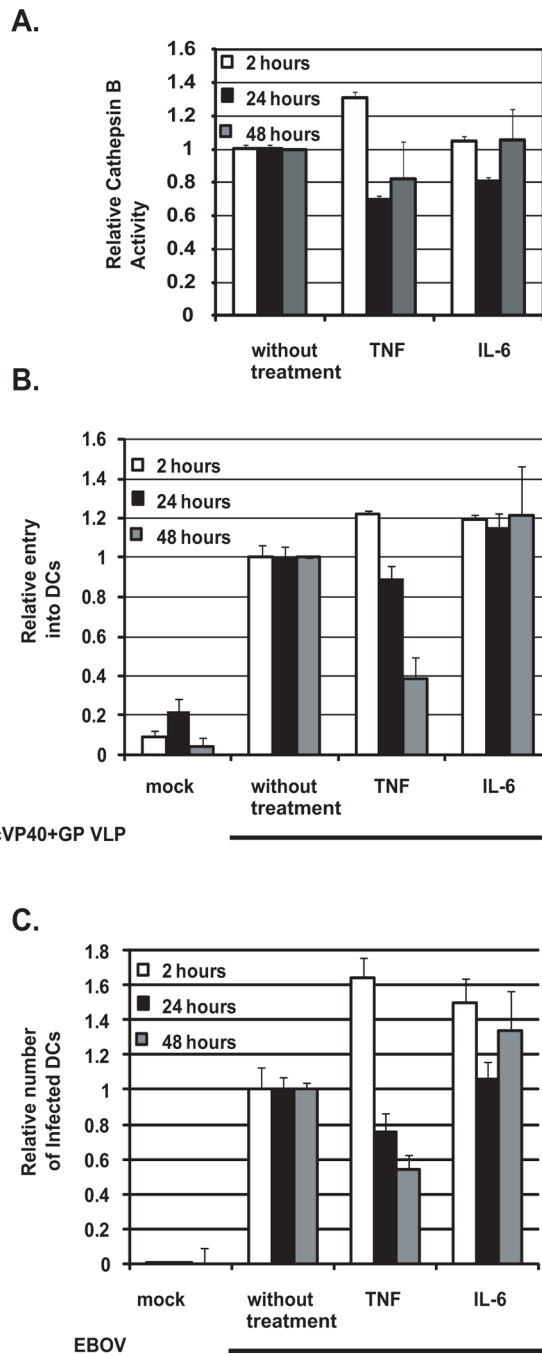 A.
Relative Cathepsin B
Activity
1.6
1.4
1.2
1
0.8
0.6
0.4
0.2
0
2 hours
24 hours
48 hours
without
treatment
TNF
IL-6
B.
Relative entry
into DCs
1.6
1.4
1.2
1
0.8
0.6
0.4
0.2
0
2 hours
24 hours
48 hours
mock
without
treatment
TNF
IL-6
VP40+GP VLP
C.
Relative number
of Infected DCs
1.8
1.6
1.4
1.2
1
0.8
0.6
0.4
0.2
0
2 hours
24 hours
48 hours
mock
without
treatment
TNF
IL-6
EBOV